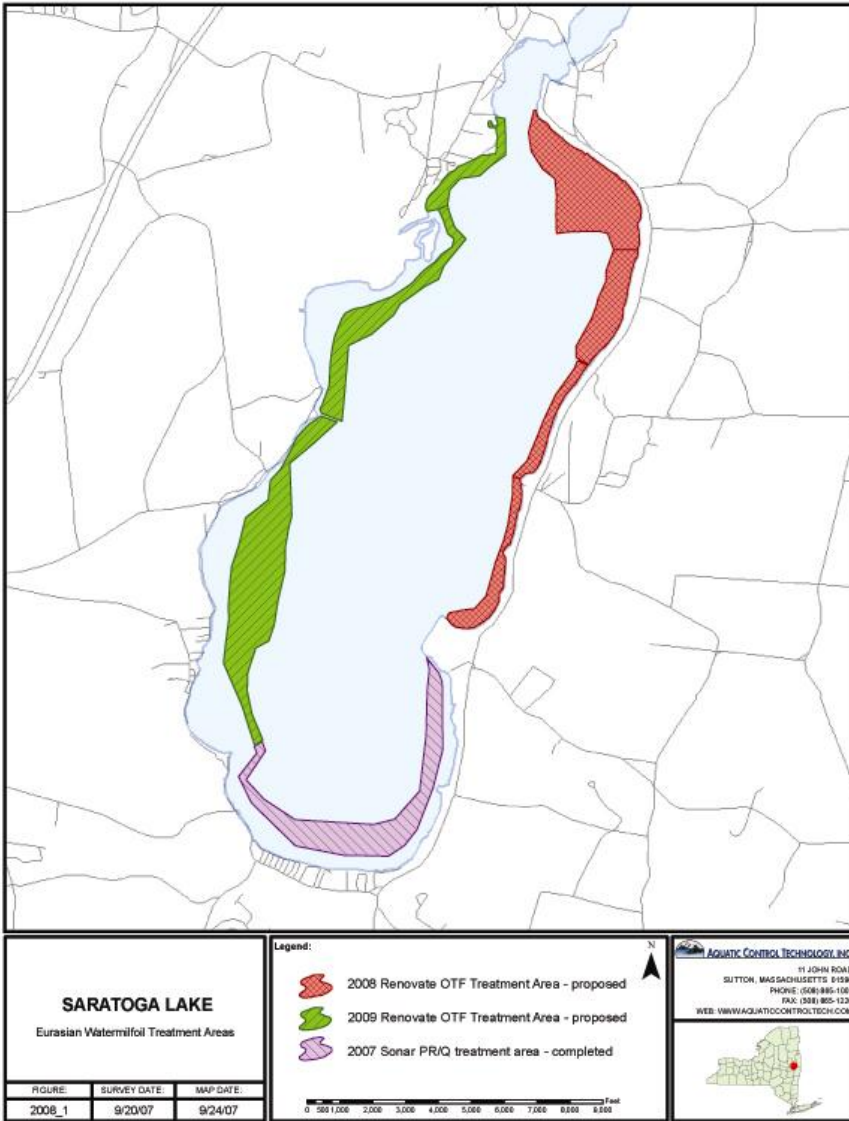 SARATOGA LAKE
Eurasian Watermilfoil Treatment Areas
FIGURE: SURVEY DATE: MAP DATE:
2008_1 9/20/07 9/24/07
Legend:
N
2008 Renovate OTF Treatment Area - proposed
2009 Renovate OTF Treatment Area - proposed
2007 Sonar PR/Q treatment area - completed
Feet
0 500 1,000 2,000 3,000 4,000 5,000 6,000 7,000 8,000 9,000
AQUATIC CONTROL TECHNOLOGY, INC
11 JOHN ROAD
SUTTON, MASSACHUSETTS
PHONE: (508)
FAX: (508)
WEB: WWW.AQUATICCONTROLTECH.COM